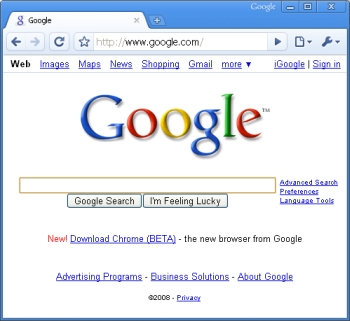 Google
Google
http://www.google.com/
Web Images Maps News Shopping Gmail more ▼ iGoogle | Sign in
Google™
Advanced Search
Preferences
Language Tools
Google Search I'm Feeling Lucky
New! Download Chrome (BETA) - the new browser from Google
Advertising Programs - Business Solutions - About Google
©2008 - Privacy